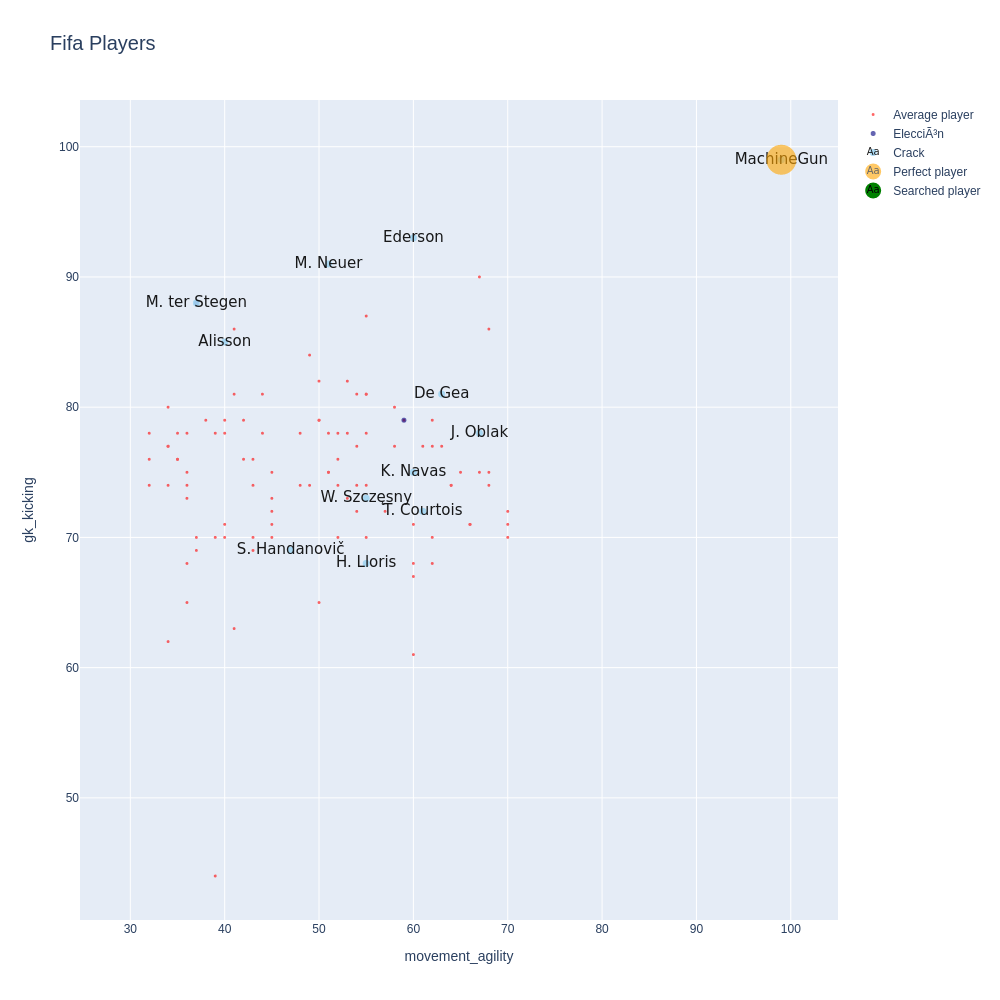 Fifa Players
Average player
ElecciÃ³n
Aa Crack
Aa Perfect player
Aa Searched player
100
MachineGun
Ederson
M. Neuer
90
M. ter Stegen
Alisson
De Gea
80
J. Oblak
K. Navas
W. Szczesny
T. Courtois
70
S. Handanovič
H. Lloris
60
50
gk_kicking
30 40 50 60 70 80 90 100
movement_agility